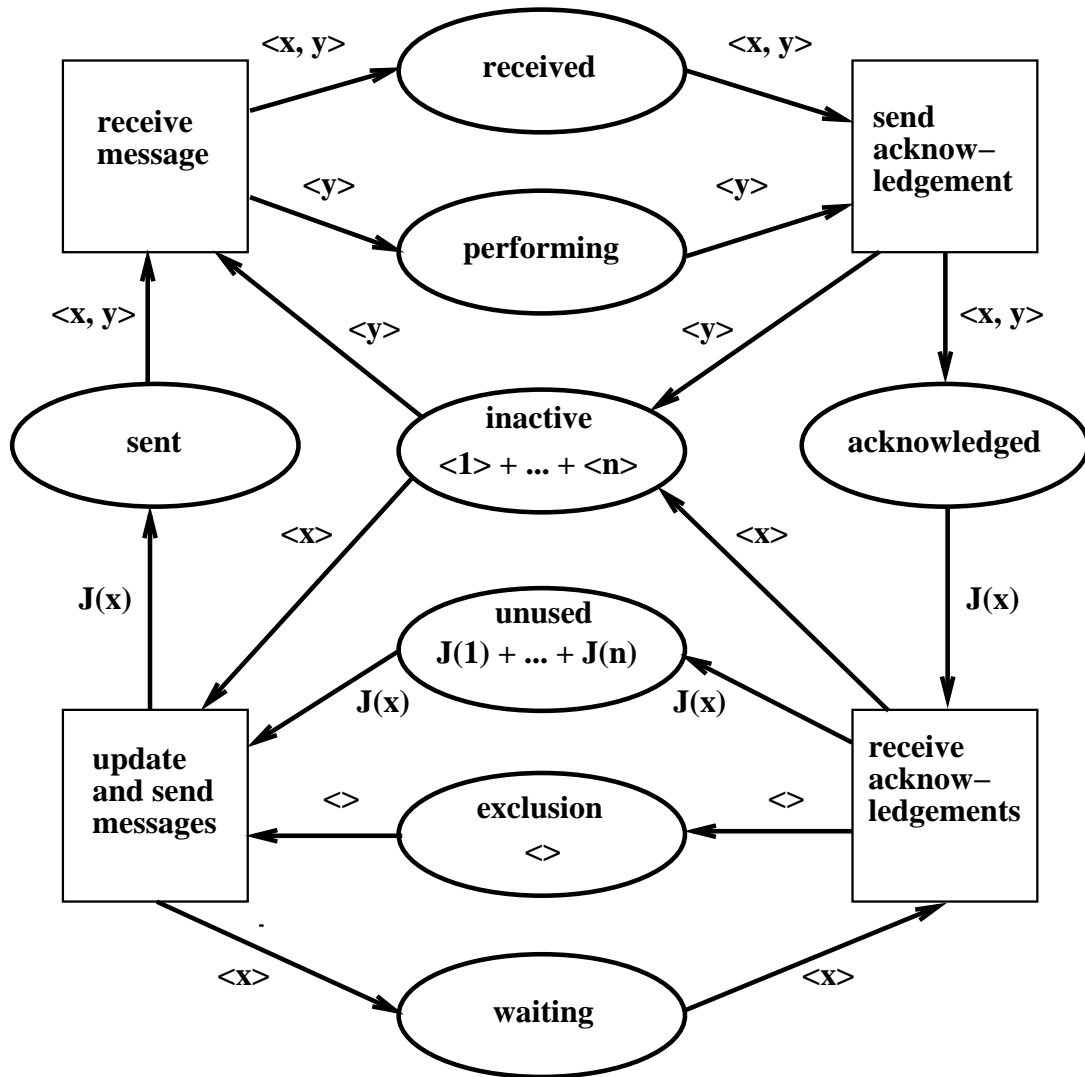 <x, y>
<x, y>
received
receive
message
send
acknow–
ledgement
<y>
<y>
performing
<x, y>
<y>
<y>
<x, y>
inactive
<1> + ... + <n>
sent
acknowledged
<x>
<x>
J(x)
J(x)
unused
J(1) + ... + J(n)
J(x)
J(x)
update
and send
messages
receive
acknow–
ledgements
<>
exclusion
<>
<>
-
<x>
<x>
waiting